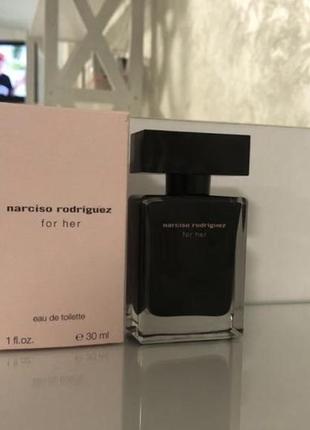 narciso rodriguez
for her
eau de toilette
1 fl.oz. ℮ 30 ml
narciso rodriguez
for her